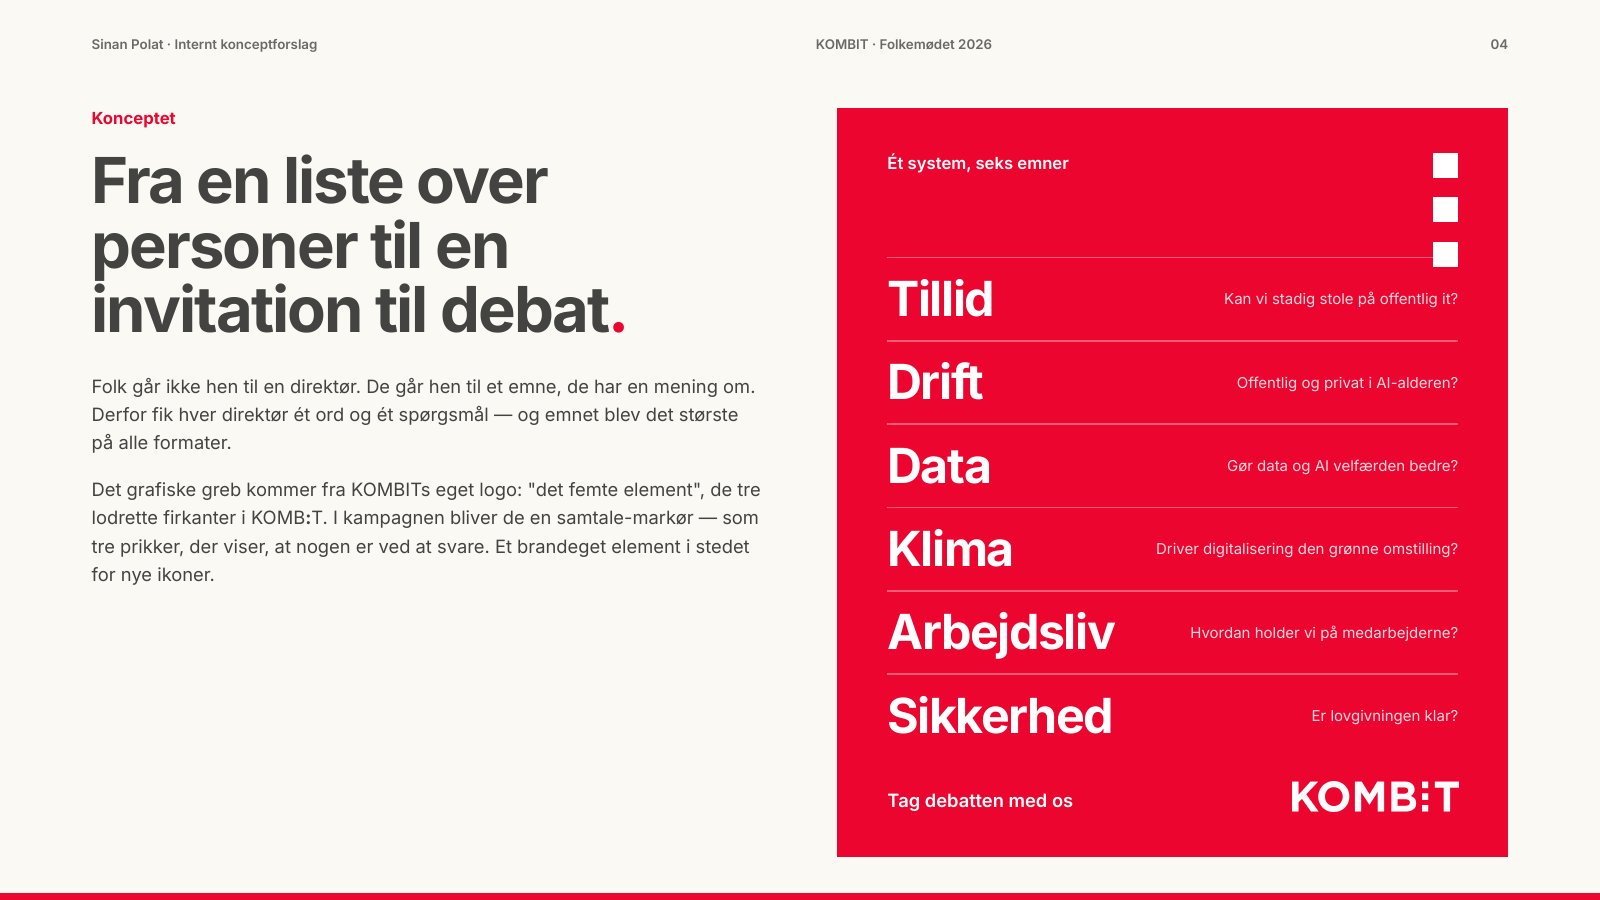 Sinan Polat · Internt konceptforslag
KOMBIT · Folkemødet 2026
04
Konceptet
Fra en liste over
personer til en
invitation til debat.
Folk går ikke hen til en direktør. De går hen til et emne, de har en mening om.
Derfor fik hver direktør ét ord og ét spørgsmål — og emnet blev det største
på alle formater.
Det grafiske greb kommer fra KOMBITs eget logo: "det femte element", de tre
lodrette firkanter i KOMB:T. I kampagnen bliver de en samtale-markør — som
tre prikker, der viser, at nogen er ved at svare. Et brandeget element i stedet
for nye ikoner.
Ét system, seks emner
Tillid
Kan vi stadig stole på offentlig it?
Drift
Offentlig og privat i AI-alderen?
Data
Gør data og AI velfærden bedre?
Klima
Driver digitalisering den grønne omstilling?
Arbejdsliv
Hvordan holder vi på medarbejderne?
Sikkerhed
Er lovgivningen klar?
Tag debatten med os
KOMBIT